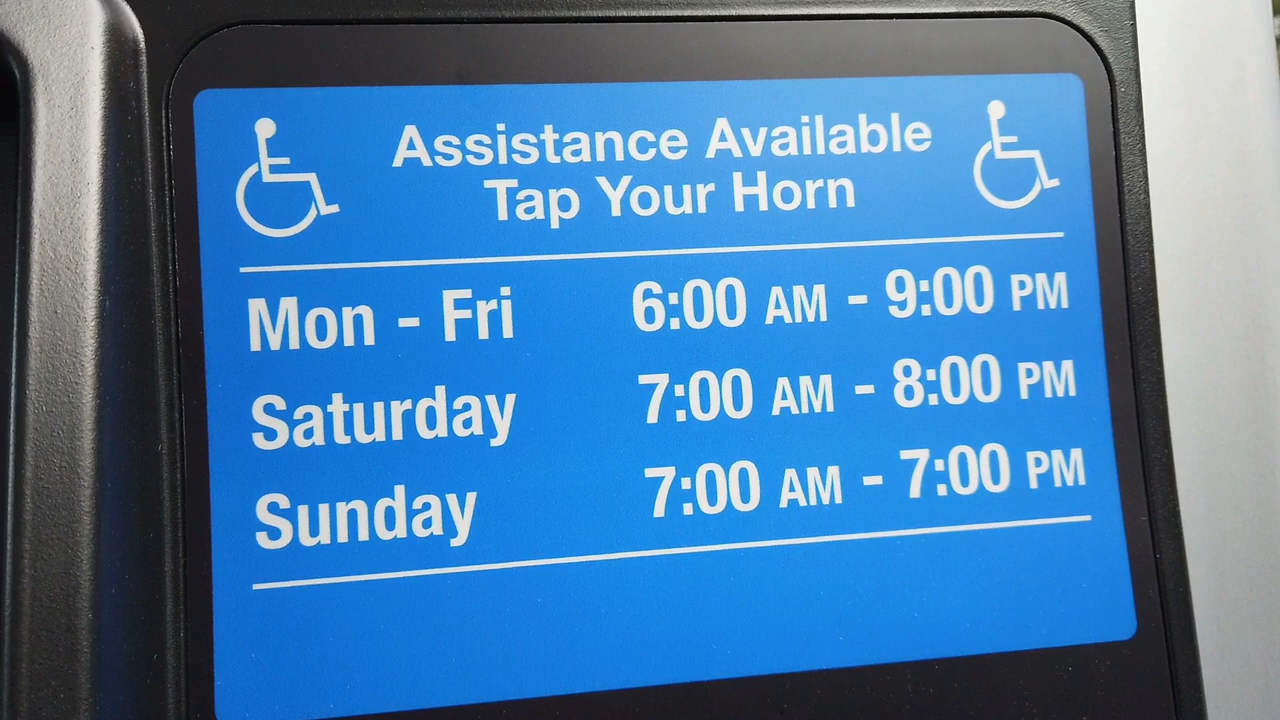 Assistance Available
Tap Your Horn
Mon - Fri 6:00 AM - 9:00 PM
Saturday 7:00 AM - 8:00 PM
Sunday 7:00 AM - 7:00 PM